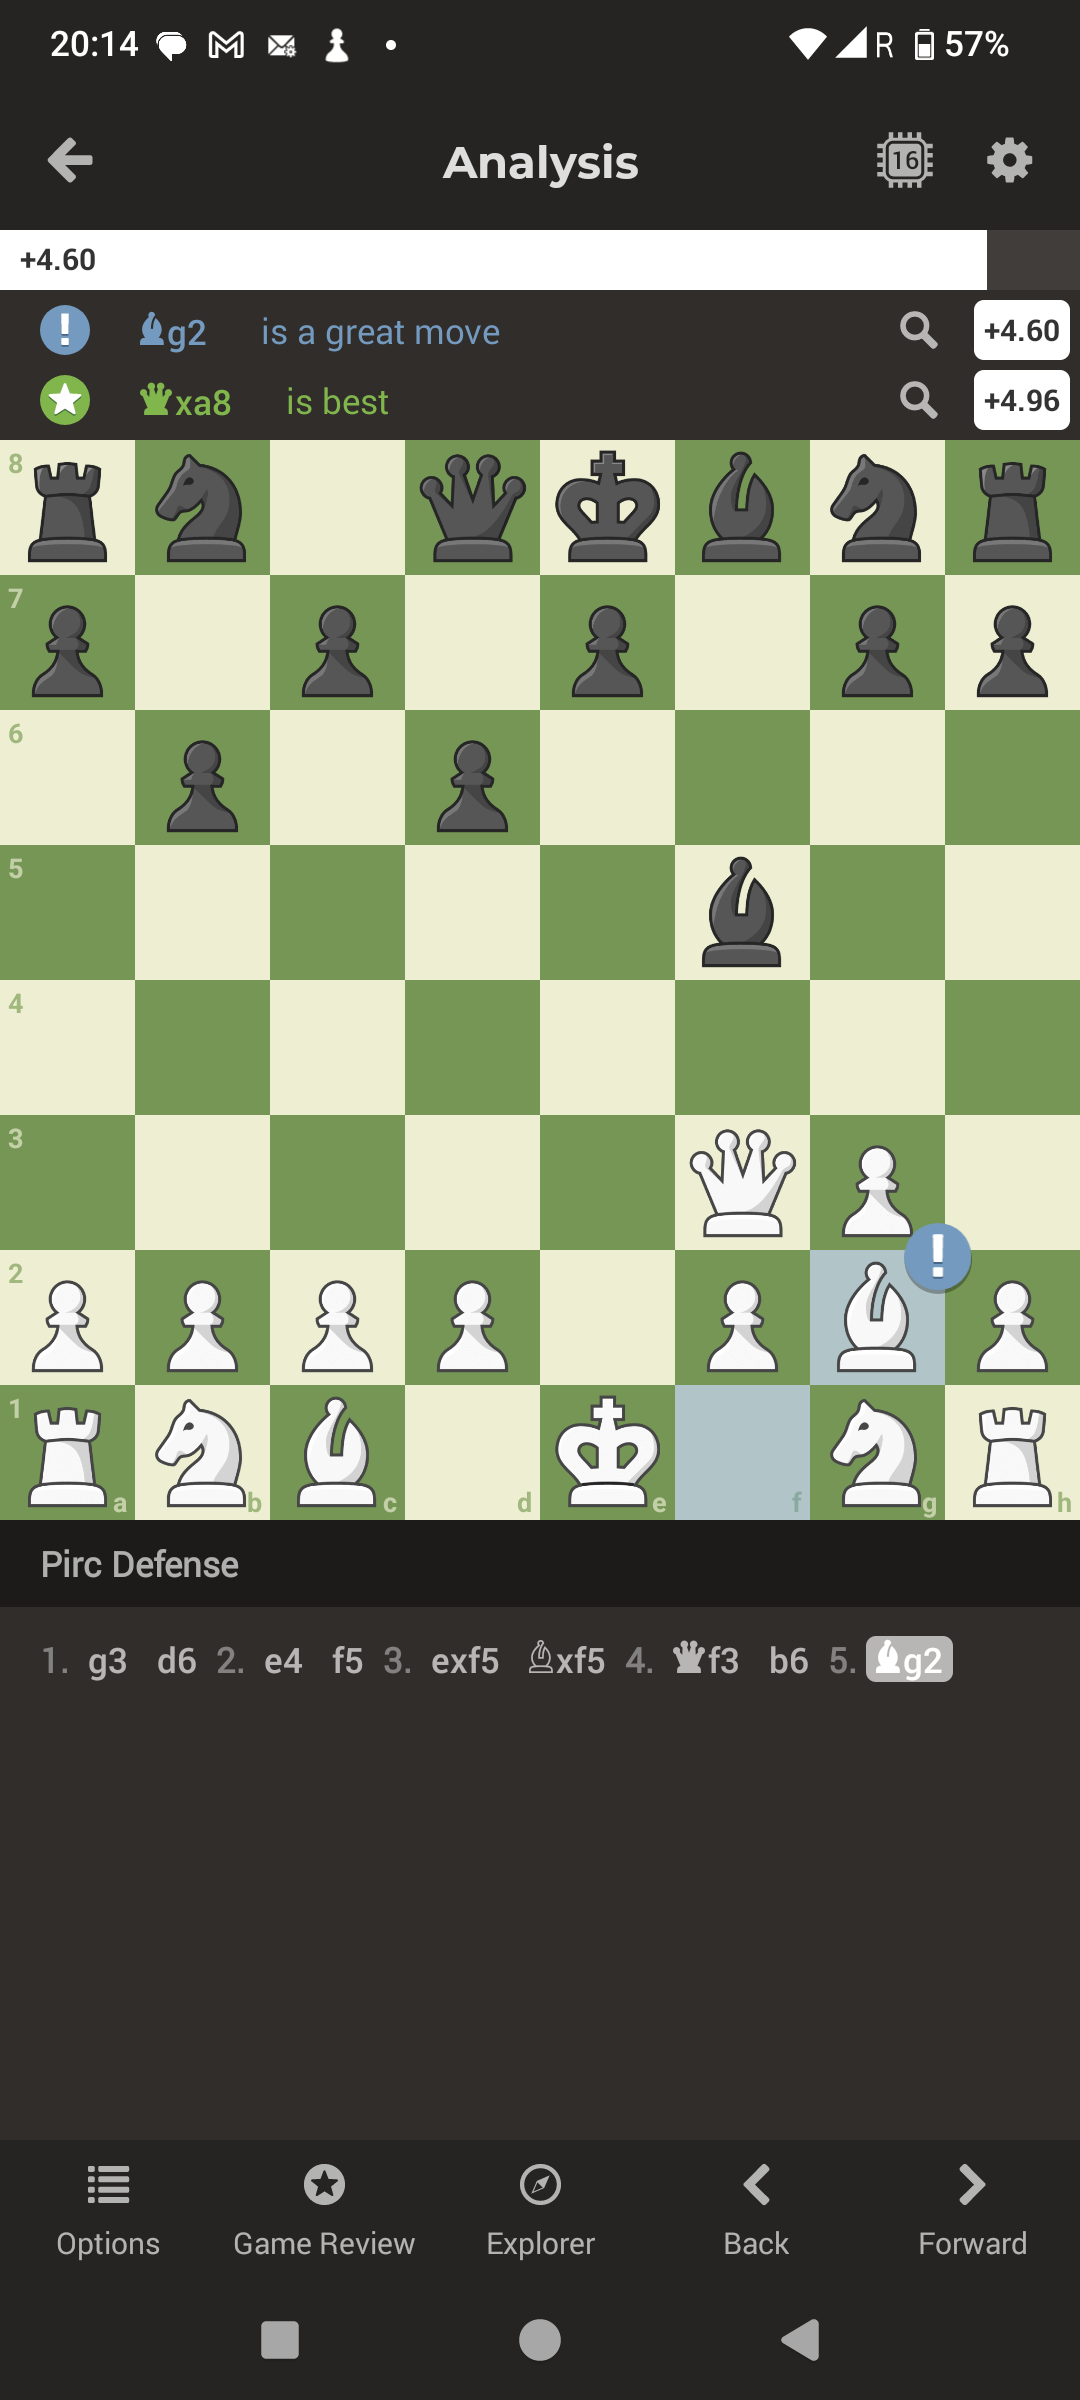 20:14 R 57%
Analysis 16
+4.60
! g2 is a great move +4.60
xa8 is best +4.96
8
7
6
5
4
3
!
2
1 a b c d e f g h
Pirc Defense
1. g3 d6 2. e4 f5 3. exf5 ♗xf5 4. ♛f3 b6 5. ♝g2
Options Game Review Explorer Back Forward